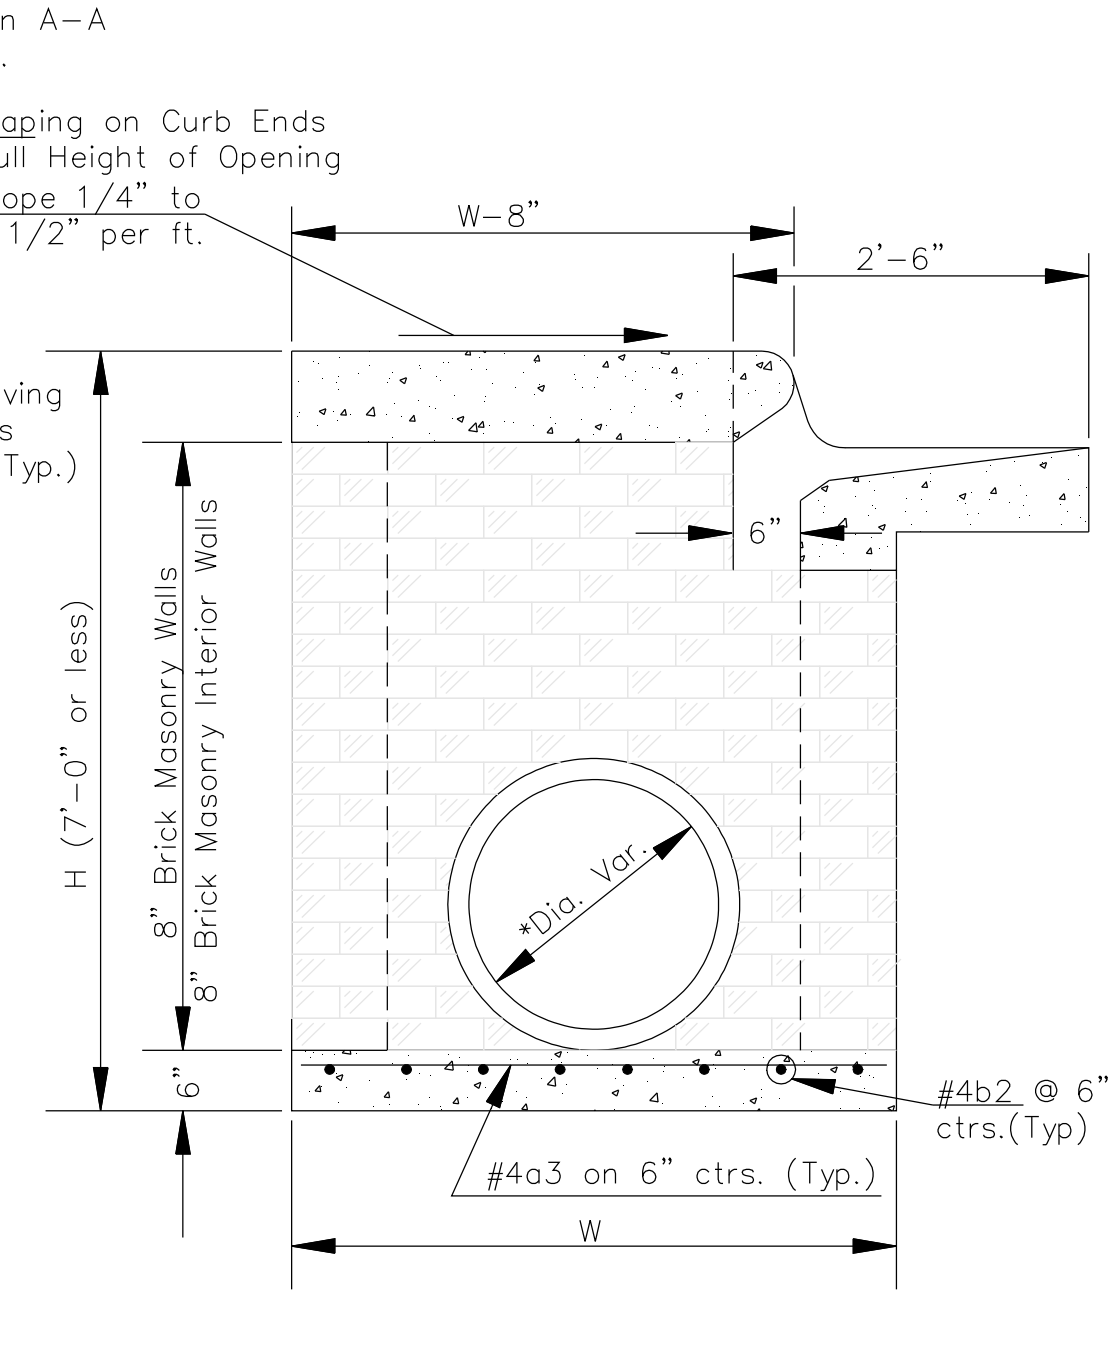 n A-A
.
aping on Curb Ends
ull Height of Opening
ope 1/4" to
1/2" per ft.
W-8"
2'-6"
ving
s
Typ.)
6"
H (7'-0" or less)
8" Brick Masonry Walls
8" Brick Masonry Interior Walls
*Dia. Var.
6"
#4b2 @ 6"
ctrs.(Typ)
#4a3 on 6" ctrs. (Typ.)
W